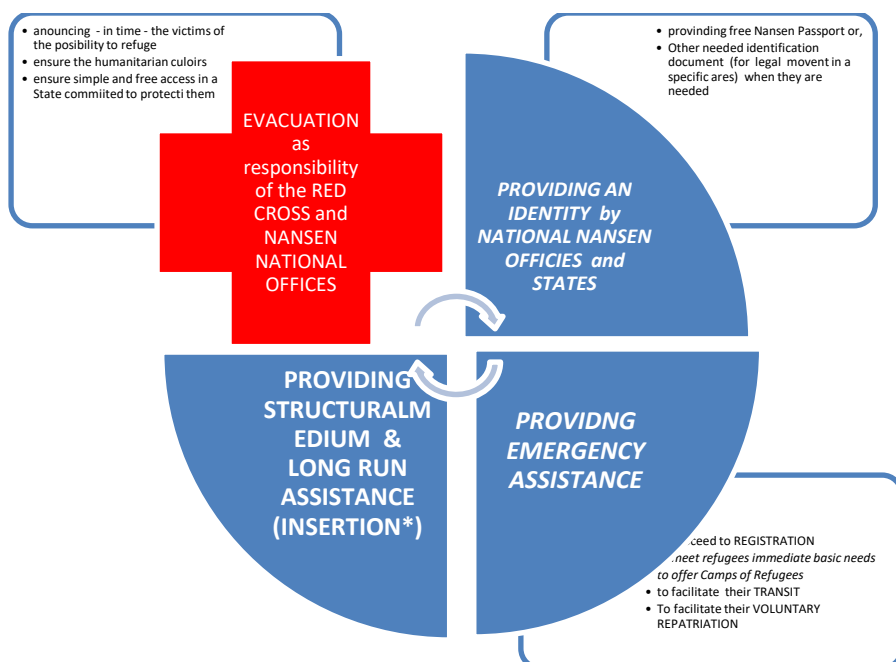 • anouncing - in time - the victims of
the posibility to refuge
• ensure the humanitarian culoirs
• ensure simple and free access in a
State commiited to protecti them
• provinding free Nansen Passport or,
• Other needed identification
document (for legal movent in a
specific ares) when they are
needed
EVACUATION
as
responsibility
of the RED
CROSS and
NANSEN
NATIONAL
OFFICES
PROVIDING AN
IDENTITY by
NATIONAL NANSEN
OFFICIES and
STATES
PROVIDING
STRUCTURALM
EDIUM &
LONG RUN
ASSISTANCE
(INSERTION*)
PROVIDNG
EMERGENCY
ASSISTANCE
to REGISTRATION
refugees immediate basic needs
to offer Camps of Refugees
• to facilitate their TRANSIT
• To facilitate their VOLUNTARY
REPATRIATION